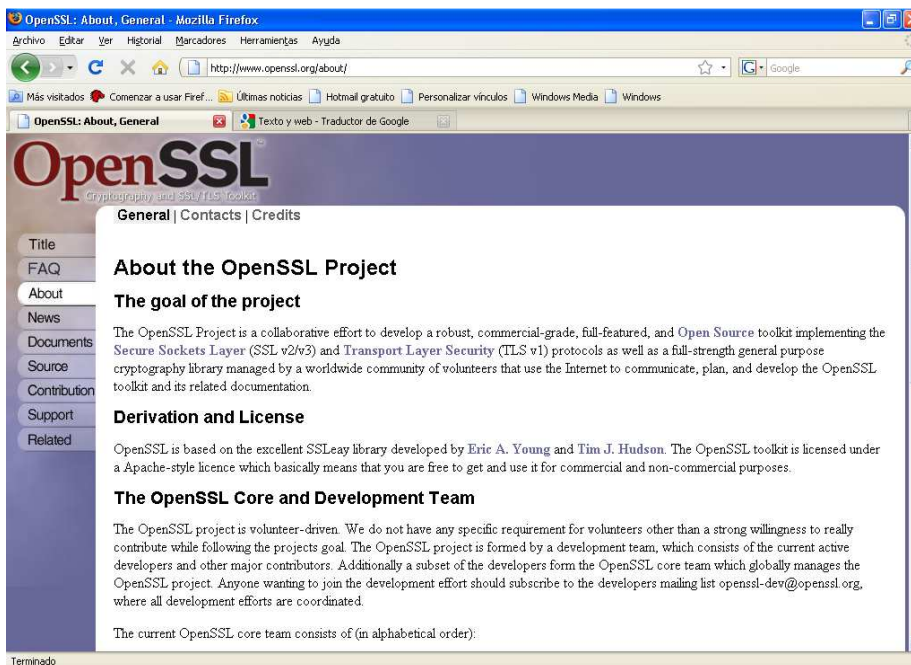 OpenSSL: About, General - Mozilla Firefox
Archivo Editar Ver Historial Marcadores Herramientas Ayuda
http://www.openssl.org/about/ Google
Más visitados Comenzar a usar Firef... Últimas noticias Hotmail gratuito Personalizar vínculos Windows Media Windows
OpenSSL: About, General Texto y web - Traductor de Google
OpenSSL™
Cryptography and SSL/TLS Toolkit
General | Contacts | Credits
Title
FAQ
About
News
Documents
Source
Contribution
Support
Related
About the OpenSSL Project
The goal of the project
The OpenSSL Project is a collaborative effort to develop a robust, commercial-grade, full-featured, and Open Source toolkit implementing the
Secure Sockets Layer (SSL v2/v3) and Transport Layer Security (TLS v1) protocols as well as a full-strength general purpose
cryptography library managed by a worldwide community of volunteers that use the Internet to communicate, plan, and develop the OpenSSL
toolkit and its related documentation.
Derivation and License
OpenSSL is based on the excellent SSLeay library developed by Eric A. Young and Tim J. Hudson. The OpenSSL toolkit is licensed under
a Apache-style licence which basically means that you are free to get and use it for commercial and non-commercial purposes.
The OpenSSL Core and Development Team
The OpenSSL project is volunteer-driven. We do not have any specific requirement for volunteers other than a strong willingness to really
contribute while following the projects goal. The OpenSSL project is formed by a development team, which consists of the current active
developers and other major contributors. Additionally a subset of the developers form the OpenSSL core team which globally manages the
OpenSSL project. Anyone wanting to join the development effort should subscribe to the developers mailing list openssl-dev@openssl.org,
where all development efforts are coordinated.
The current OpenSSL core team consists of (in alphabetical order):
Terminado